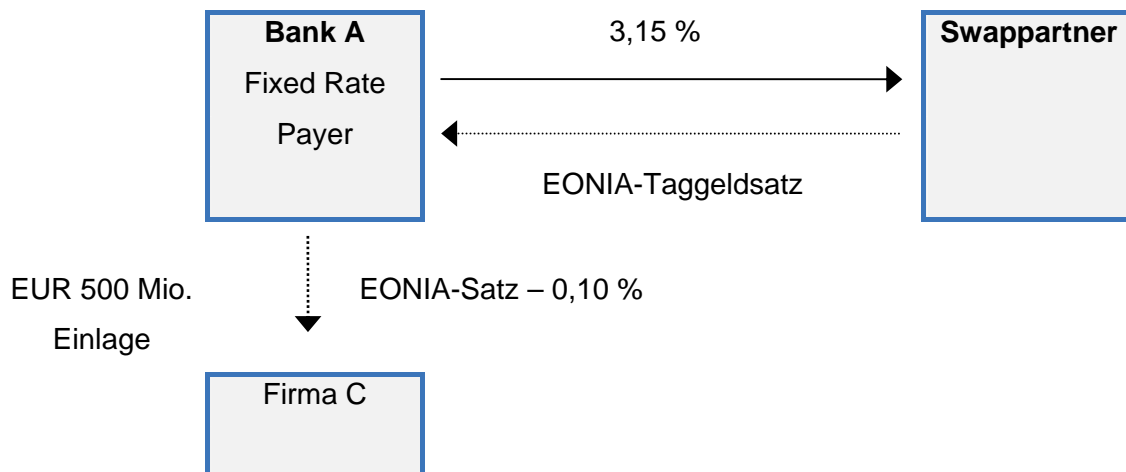 Bank A
Fixed Rate
Payer
3,15 %
Swappartner
EONIA-Taggeldsatz
EUR 500 Mio.
Einlage
EONIA-Satz – 0,10 %
Firma C